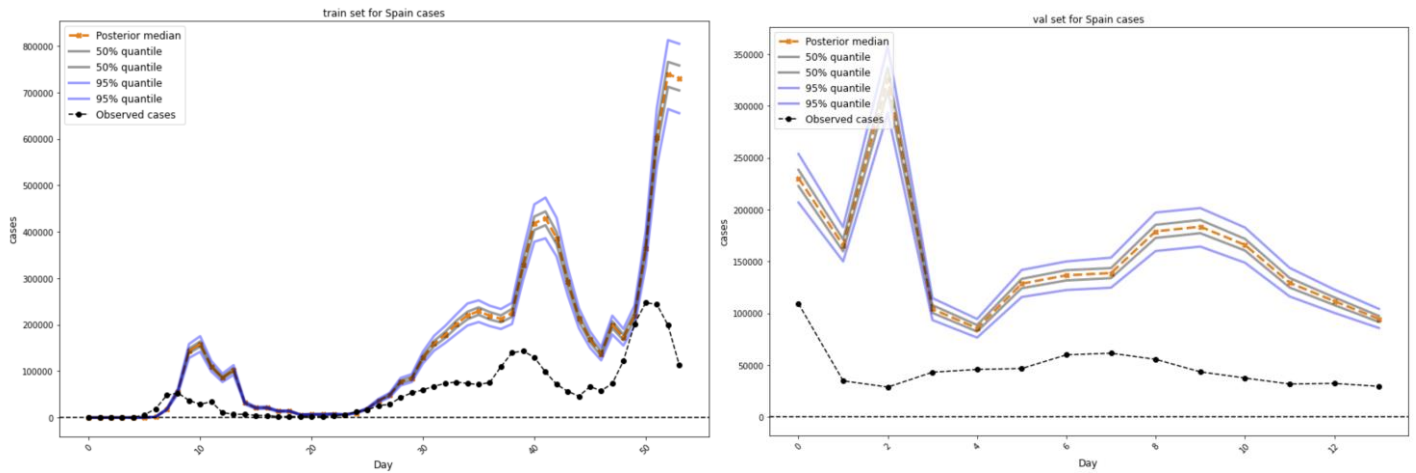 train set for Spain cases
Posterior median
50% quantile
50% quantile
95% quantile
95% quantile
Observed cases
800000
700000
600000
500000
400000
300000
200000
100000
0
cases
0
10
20
30
40
50
Day
val set for Spain cases
Posterior median
50% quantile
50% quantile
95% quantile
95% quantile
Observed cases
350000
300000
250000
200000
150000
100000
50000
0
cases
0
2
4
6
8
10
12
Day